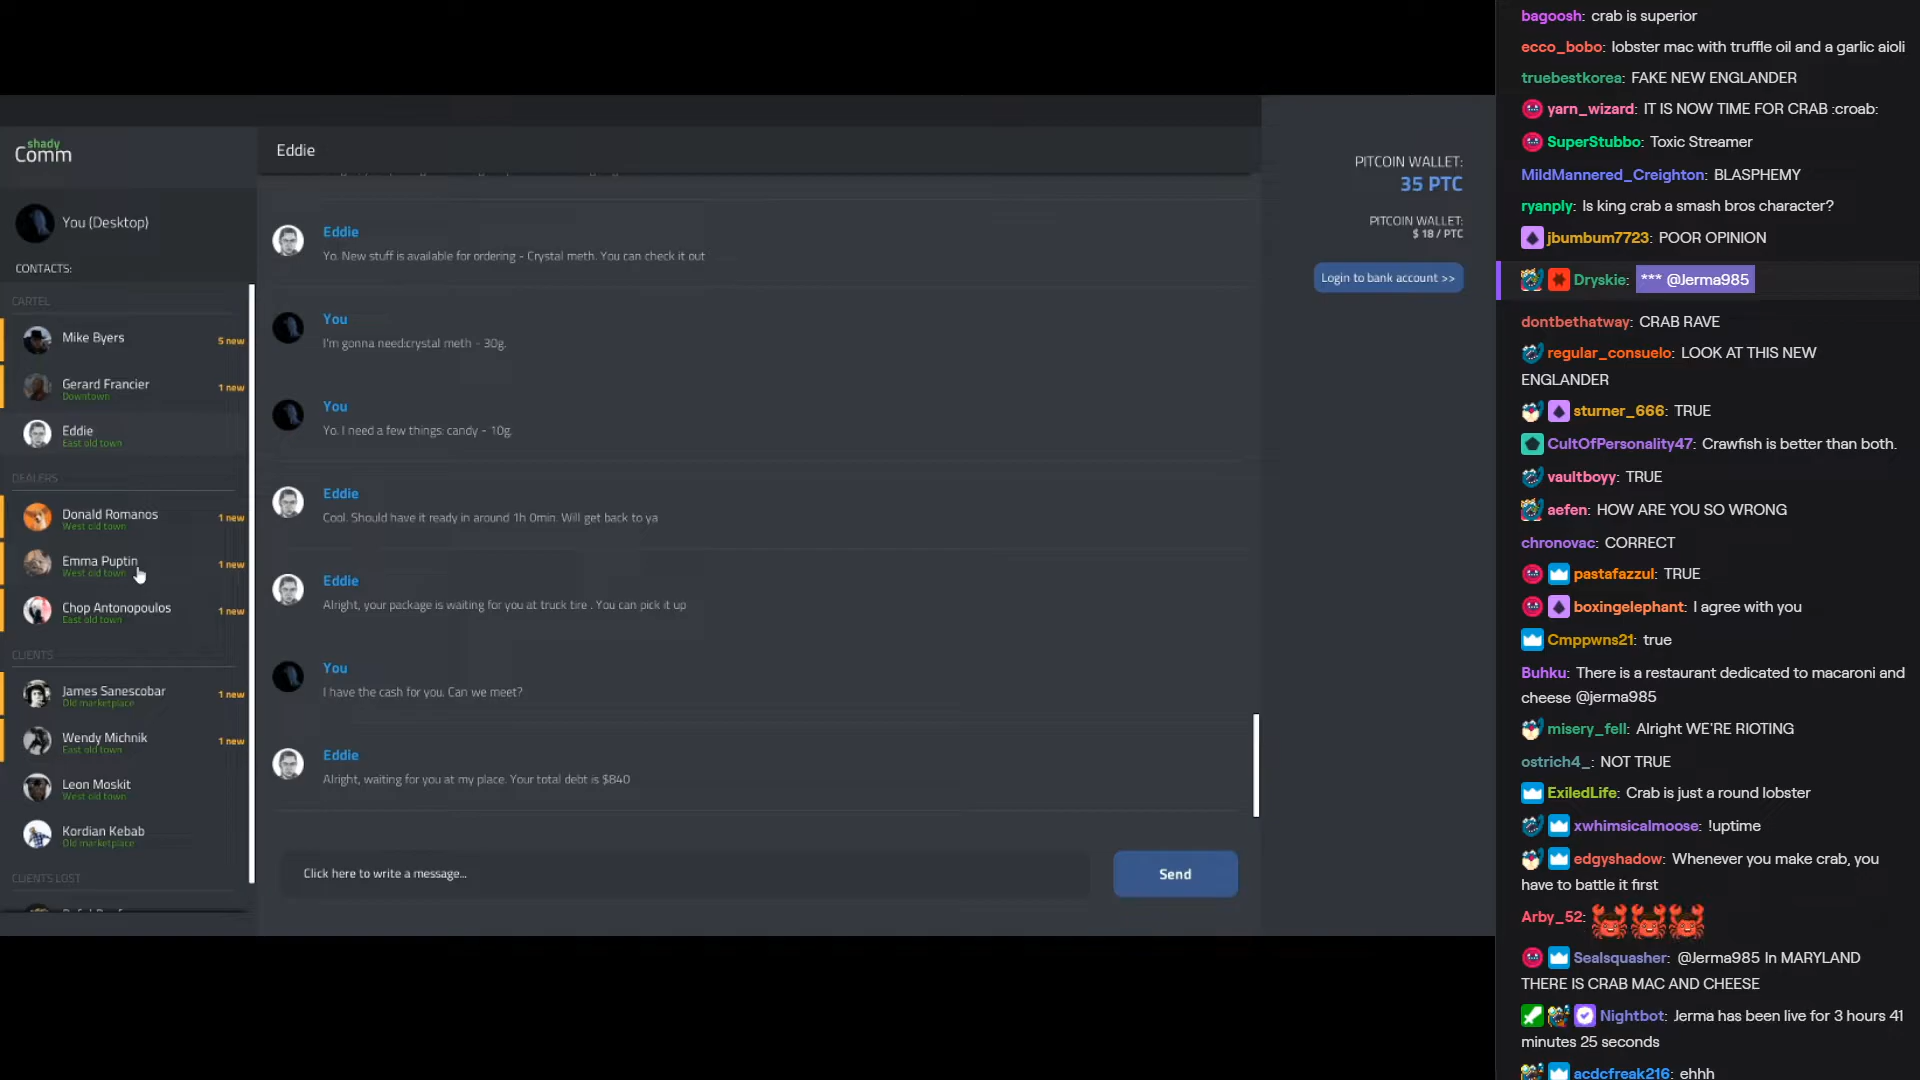 shady
Comm
You (Desktop)
CONTACTS:
CARTEL
Mike Byers
5 new
Gerard Francier
Downtown
1 new
Eddie
East old town
DEALERS
Donald Romanos
West old town
1 new
Emma Puptin
West old town
1 new
Chop Antonopoulos
East old town
1 new
CLIENTS
James Sanescobar
Old marketplace
1 new
Wendy Michnik
East old town
1 new
Leon Moskit
West old town
Kordian Kebab
Old marketplace
CLIENTS LOST
Eddie
Eddie
Yo. New stuff is available for ordering - Crystal meth. You can check it out
You
I'm gonna need:crystal meth - 30g.
You
Yo. I need a few things: candy - 10g.
Eddie
Cool. Should have it ready in around 1h 0min. Will get back to ya
Eddie
Alright, your package is waiting for you at truck tire . You can pick it up
You
I have the cash for you. Can we meet?
Eddie
Alright, waiting for you at my place. Your total debt is $840
Click here to write a message...
Send
PITCOIN WALLET:
35 PTC
PITCOIN WALLET:
$ 18 / PTC
Login to bank account >>
bagoosh: crab is superior
ecco_bobo: lobster mac with truffle oil and a garlic aioli
truebestkorea: FAKE NEW ENGLANDER
yarn_wizard: IT IS NOW TIME FOR CRAB :croab:
SuperStubbo: Toxic Streamer
MildMannered_Creighton: BLASPHEMY
ryanply: Is king crab a smash bros character?
jbumbum7723: POOR OPINION
Dryskie: *** @Jerma985
dontbethatway: CRAB RAVE
regular_consuelo: LOOK AT THIS NEW
ENGLANDER
sturner_666: TRUE
CultOfPersonality47: Crawfish is better than both.
vaultboyy: TRUE
aefen: HOW ARE YOU SO WRONG
chronovac: CORRECT
pastafazzul: TRUE
boxingelephant: I agree with you
Cmppwns21: true
Buhku: There is a restaurant dedicated to macaroni and
cheese @jerma985
misery_fell: Alright WE'RE RIOTING
ostrich4_: NOT TRUE
ExiledLife: Crab is just a round lobster
xwhimsicalmoose: !uptime
edgyshadow: Whenever you make crab, you
have to battle it first
Arby_52:
Sealsquasher: @Jerma985 In MARYLAND
THERE IS CRAB MAC AND CHEESE
Nightbot: Jerma has been live for 3 hours 41
minutes 25 seconds
acdcfreak216: ehhh